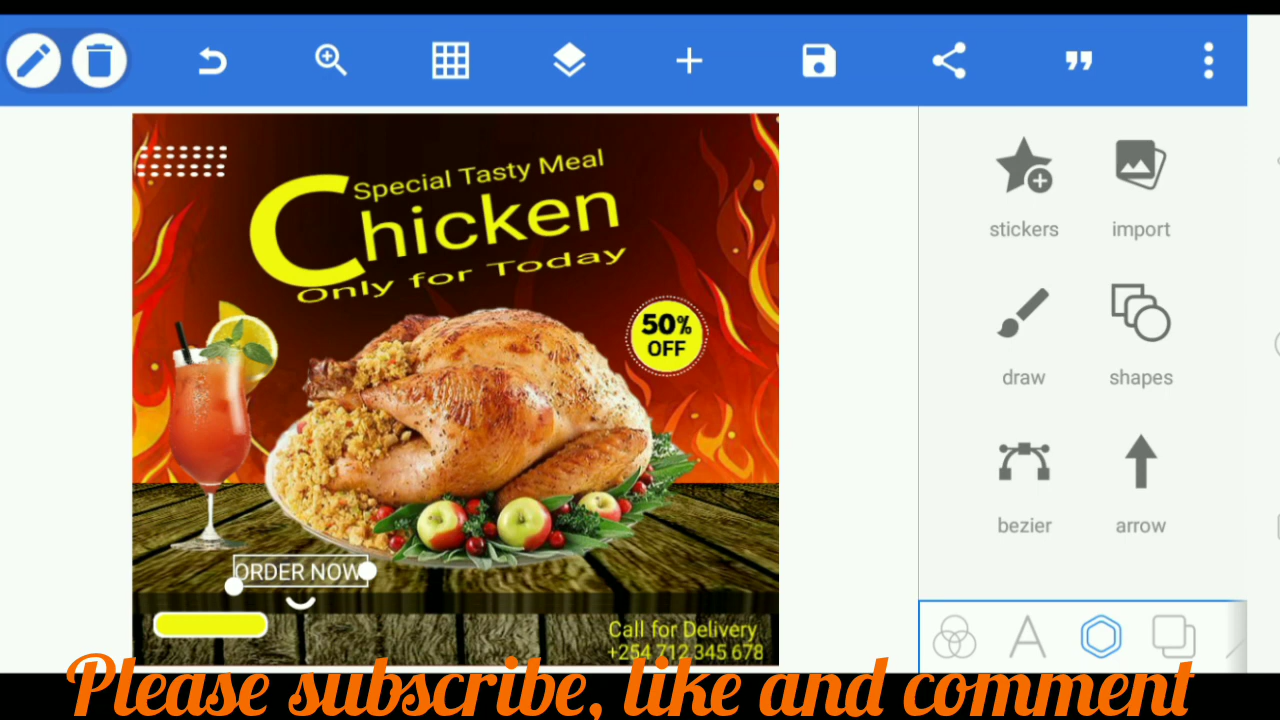 Special Tasty Meal
Chicken
Only for Today
50%
OFF
ORDER NOW
Call for Delivery
+254 712 345 678
stickers
import
draw
shapes
bezier
arrow
Please subscribe, like and comment